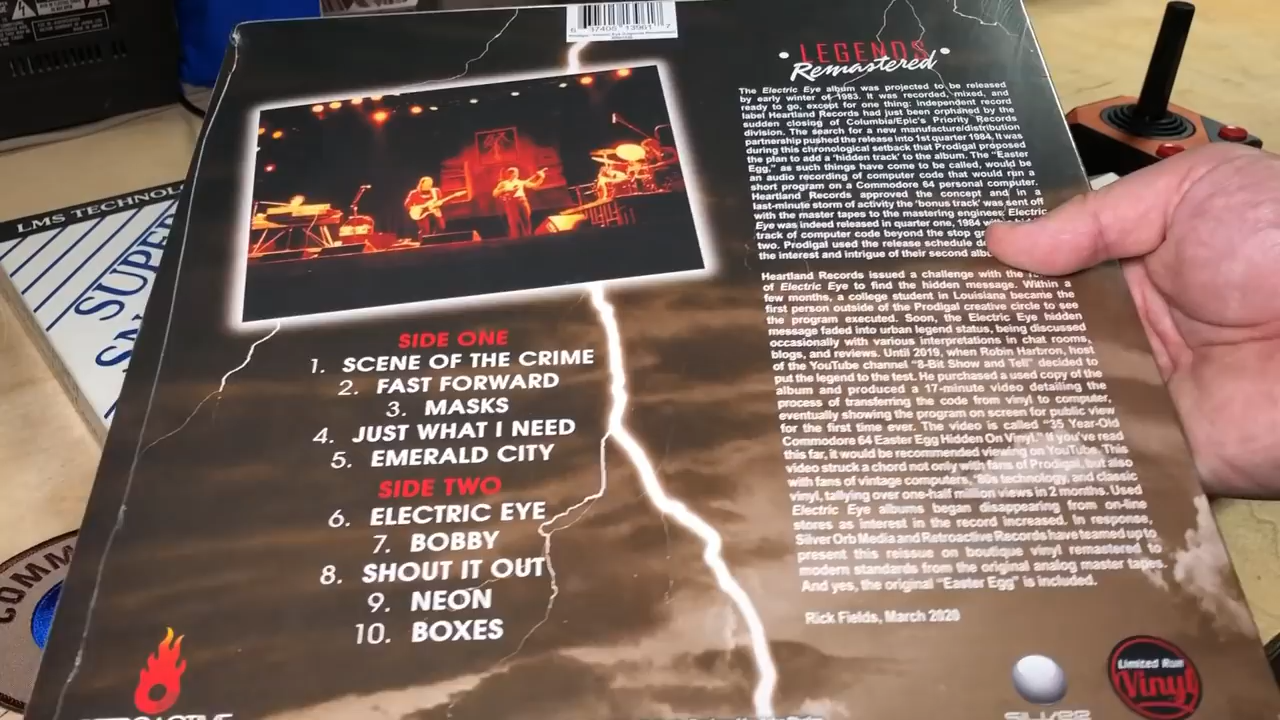 LMS TECHNOLO
SUPER
SN
COMM
6 37405 13961 7
LEGENDS
Remastered
The Electric Eye album was projected to be released
by early winter of 1983. It was recorded, mixed, and
ready to go, except for one thing: independent record
label Heartland Records had just been orphaned by the
sudden closing of Columbia/Epic's Priority Records
division. The search for a new manufacture/distribution
partnership pushed the release into 1st quarter 1984. It was
during this chronological setback that Prodigal proposed
the plan to add a 'hidden track' to the album. The "Easter
Egg," as such things have come to be called, would be
an audio recording of computer code that would run a
short program on a Commodore 64 personal computer.
Heartland Records approved the concept and in a
last-minute storm of activity the 'bonus track' was sent off
with the master tapes to the mastering engineer. Electric
Eye was indeed released in quarter one, 1984
track of computer code beyond the stop
two. Prodigal used the release schedule
the interest and intrigue of their second
Heartland Records issued a challenge with the
of Electric Eye to find the hidden message. Within a
few months, a college student in Louisiana became the
first person outside of the Prodigal creative circle to see
the program executed. Soon, the Electric Eye hidden
message faded into urban legend status, being discussed
occasionally with various interpretations in chat rooms,
blogs, and reviews. Until 2019, when Robin Harbron, host
of the YouTube channel "8-Bit Show and Tell" decided to
put the legend to the test. He purchased a used copy of the
album and produced a 17-minute video detailing the
process of transferring the code from vinyl to computer,
eventually showing the program on screen for public view
for the first time ever. The video is called "35 Year-Old
Commodore 64 Easter Egg Hidden On Vinyl." If you've read
this far, it would be recommended viewing on YouTube. This
video struck a chord not only with fans of Prodigal, but also
with fans of vintage computers, '80s technology, and classic
vinyl, tallying over one-half million views in 2 months. Used
Electric Eye albums began disappearing from on-line
stores as interest in the record increased. In response,
Silver Orb Media and Retroactive Records have teamed up to
present this reissue on boutique vinyl remastered to
modern standards from the original analog master tapes.
And yes, the original "Easter Egg" is included.
Rick Fields, March 2020
SIDE ONE
1. SCENE OF THE CRIME
2. FAST FORWARD
3. MASKS
4. JUST WHAT I NEED
5. EMERALD CITY
SIDE TWO
6. ELECTRIC EYE
7. BOBBY
8. SHOUT IT OUT
9. NEON
10. BOXES
Limited Run
Vinyl